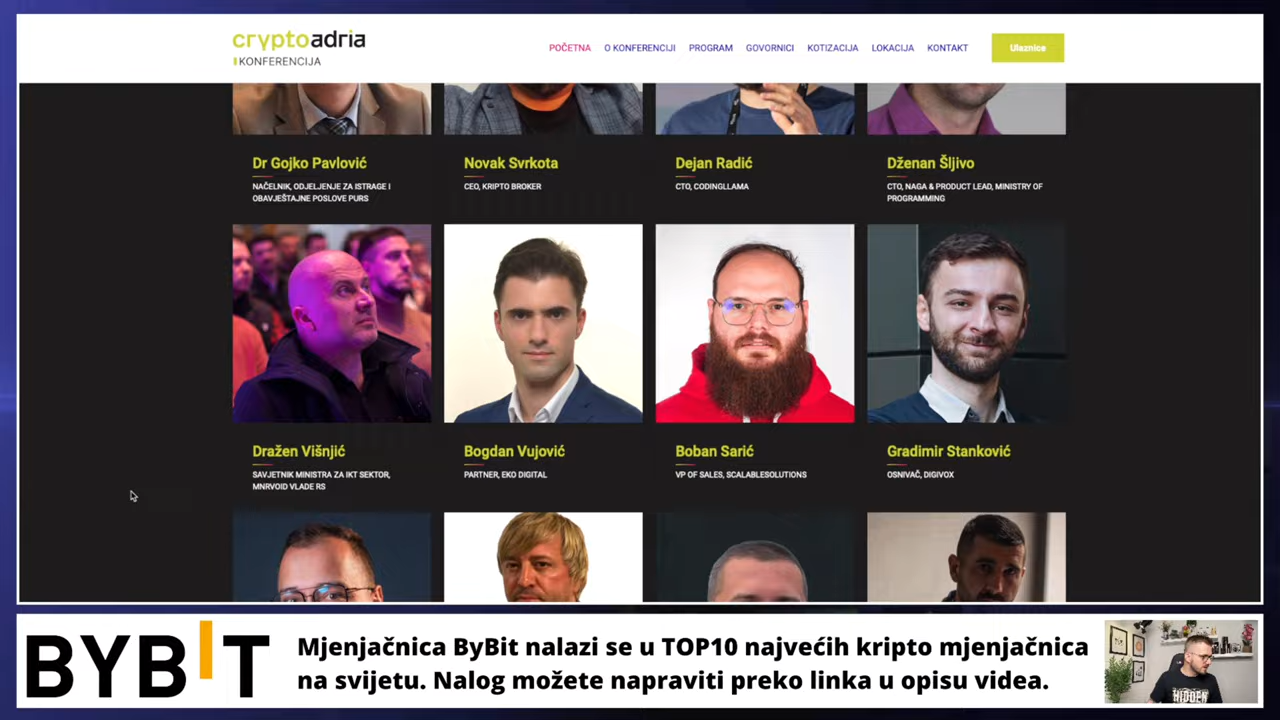 cryptoadria
KONFERENCIJA
POČETNA O KONFERENCIJI PROGRAM GOVORNICI KOTIZACIJA LOKACIJA KONTAKT Ulaznice
Dr Gojko Pavlović
NAČELNIK, ODJELJENJE ZA ISTRAGE I
OBAVJEŠTAJNE POSLOVE PURS
Novak Svrkota
CEO, KRIPTO BROKER
Dejan Radić
CTO, CODINGLLAMA
Dženan Šljivo
CTO, NAGA & PRODUCT LEAD, MINISTRY OF
PROGRAMMING
Dražen Višnjić
SAVJETNIK MINISTRA ZA IKT SEKTOR,
MNRVOID VLADE RS
Bogdan Vujović
PARTNER, EKO DIGITAL
Boban Sarić
VP OF SALES, SCALABLESOLUTIONS
Gradimir Stanković
OSNIVAČ, DIGIVOX
BYBIT
Mjenjačnica ByBit nalazi se u TOP10 najvećih kripto mjenjačnica
na svijetu. Nalog možete napraviti preko linka u opisu videa.
HIDDEN